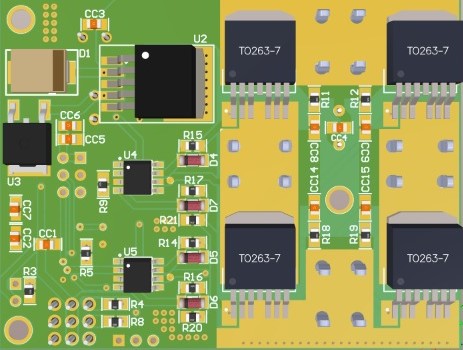 CC3
U2
D1
TO263-7
TO263-7
R11
R12
CC6
CC5
CC4
R15
CC8
CC9
D4
U3
U4
R9
R17
CC14
CC15
CC7
D7
R21
CC2
CC1
R14
R18
R19
R5
U5
D5
TO263-7
TO263-7
R3
R16
D6
R4
R8
R20